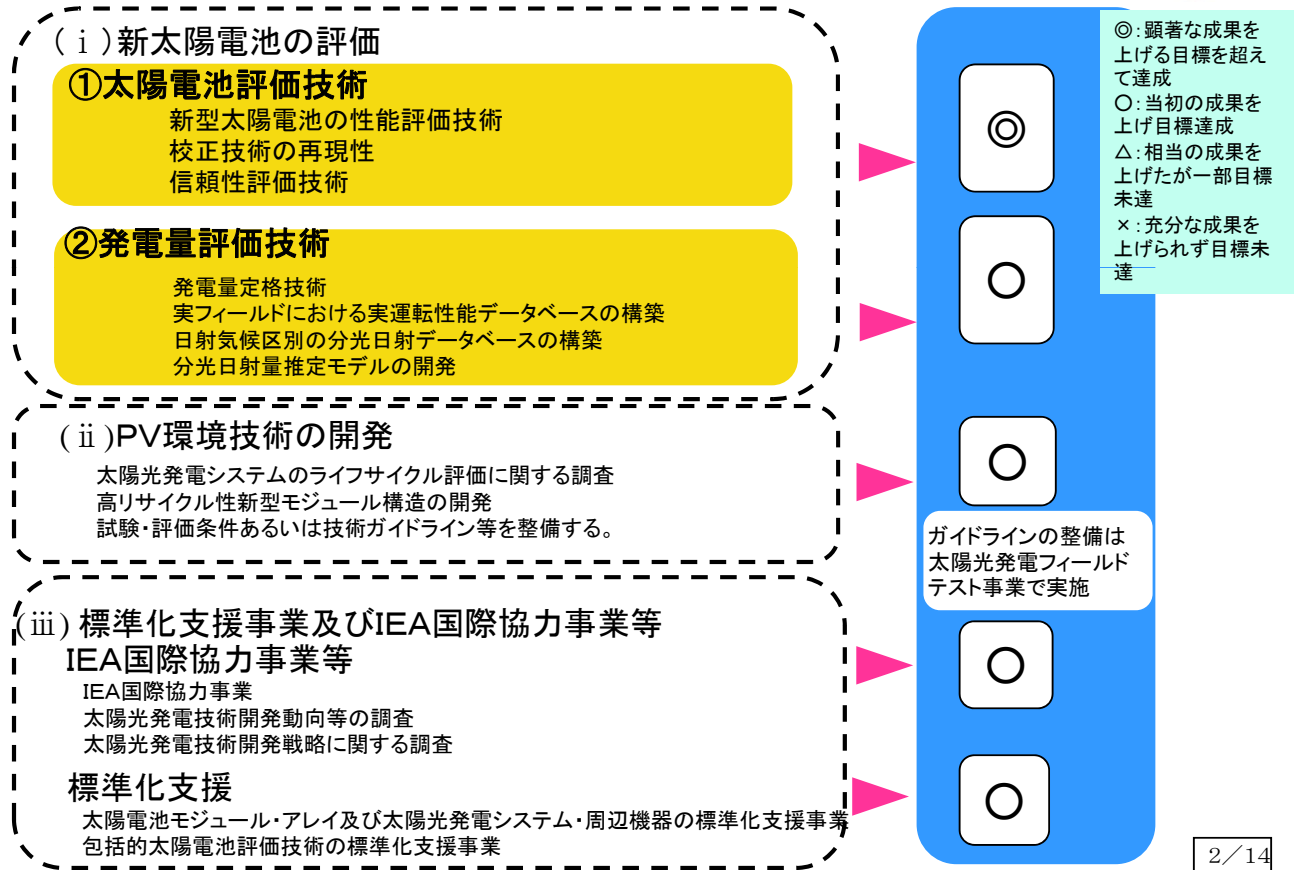 (ⅰ)新太陽電池の評価
①太陽電池評価技術
新型太陽電池の性能評価技術
校正技術の再現性
信頼性評価技術
◎
②発電量評価技術
発電量定格技術
実フィールドにおける実運転性能データベースの構築
日射気候区別の分光日射データベースの構築
分光日射量推定モデルの開発
○
(ⅱ)PV環境技術の開発
太陽光発電システムのライフサイクル評価に関する調査
高リサイクル性新型モジュール構造の開発
試験・評価条件あるいは技術ガイドライン等を整備する。
○
ガイドラインの整備は
太陽光発電フィールド
テスト事業で実施
(ⅲ)標準化支援事業及びIEA国際協力事業等
IEA国際協力事業等
IEA国際協力事業
太陽光発電技術開発動向等の調査
太陽光発電技術開発戦略に関する調査
○
標準化支援
太陽電池モジュール・アレイ及び太陽光発電システム・周辺機器の標準化支援事業
包括的太陽電池評価技術の標準化支援事業
○
◎:顕著な成果を
上げる目標を超え
て達成
○:当初の成果を
上げ目標達成
△:相当の成果を
上げたが一部目標
未達
×:充分な成果を
上げられず目標未
達
2/14